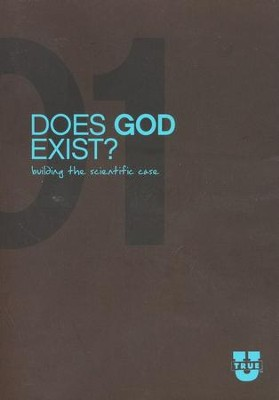 01
DOES GOD
EXIST?
building the scientific case
U
TRUE